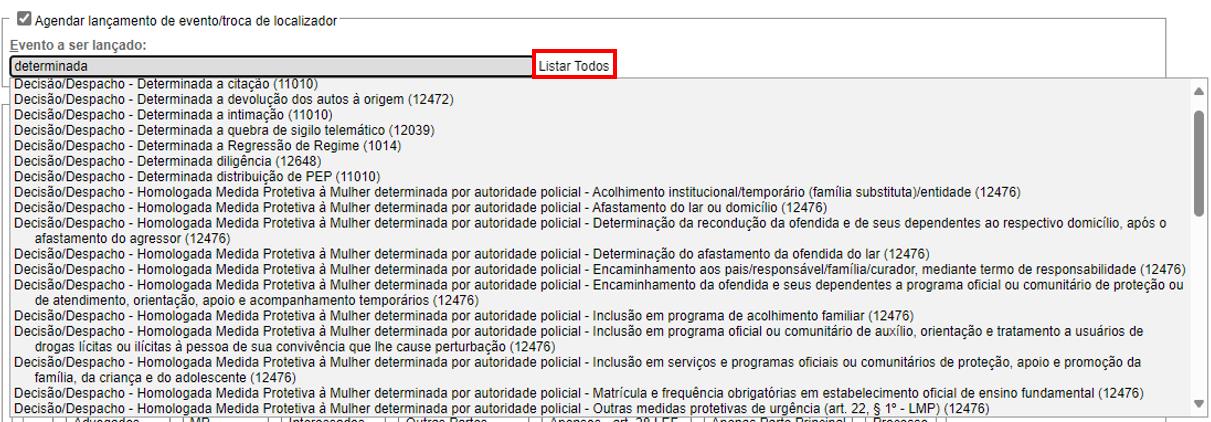 Agendar lançamento de evento/troca de localizador
Evento a ser lançado:
determinada
Listar Todos
Decisão/Despacho - Determinada a citação (11010)
Decisão/Despacho - Determinada a devolução dos autos à origem (12472)
Decisão/Despacho - Determinada a intimação (11010)
Decisão/Despacho - Determinada a quebra de sigilo telemático (12039)
Decisão/Despacho - Determinada a Regressão de Regime (1014)
Decisão/Despacho - Determinada diligência (12648)
Decisão/Despacho - Determinada distribuição de PEP (11010)
Decisão/Despacho - Homologada Medida Protetiva à Mulher determinada por autoridade policial - Acolhimento institucional/temporário (família substituta)/entidade (12476)
Decisão/Despacho - Homologada Medida Protetiva à Mulher determinada por autoridade policial - Afastamento do lar ou domicílio (12476)
Decisão/Despacho - Homologada Medida Protetiva à Mulher determinada por autoridade policial - Determinação da recondução da ofendida e de seus dependentes ao respectivo domicílio, após o
afastamento do agressor (12476)
Decisão/Despacho - Homologada Medida Protetiva à Mulher determinada por autoridade policial - Determinação do afastamento da ofendida do lar (12476)
Decisão/Despacho - Homologada Medida Protetiva à Mulher determinada por autoridade policial - Encaminhamento aos pais/responsável/família/curador, mediante termo de responsabilidade (12476)
Decisão/Despacho - Homologada Medida Protetiva à Mulher determinada por autoridade policial - Encaminhamento da ofendida e seus dependentes a programa oficial ou comunitário de proteção ou
de atendimento, orientação, apoio e acompanhamento temporários (12476)
Decisão/Despacho - Homologada Medida Protetiva à Mulher determinada por autoridade policial - Inclusão em programa de acolhimento familiar (12476)
Decisão/Despacho - Homologada Medida Protetiva à Mulher determinada por autoridade policial - Inclusão em programa oficial ou comunitário de auxílio, orientação e tratamento a usuários de
drogas lícitas ou ilícitas à pessoa de sua convivência que lhe cause perturbação (12476)
Decisão/Despacho - Homologada Medida Protetiva à Mulher determinada por autoridade policial - Inclusão em serviços e programas oficiais ou comunitários de proteção, apoio e promoção da
família, da criança e do adolescente (12476)
Decisão/Despacho - Homologada Medida Protetiva à Mulher determinada por autoridade policial - Matrícula e frequência obrigatórias em estabelecimento oficial de ensino fundamental (12476)
Decisão/Despacho - Homologada Medida Protetiva à Mulher determinada por autoridade policial - Outras medidas protetivas de urgência (art. 22, § 1º - LMP) (12476)